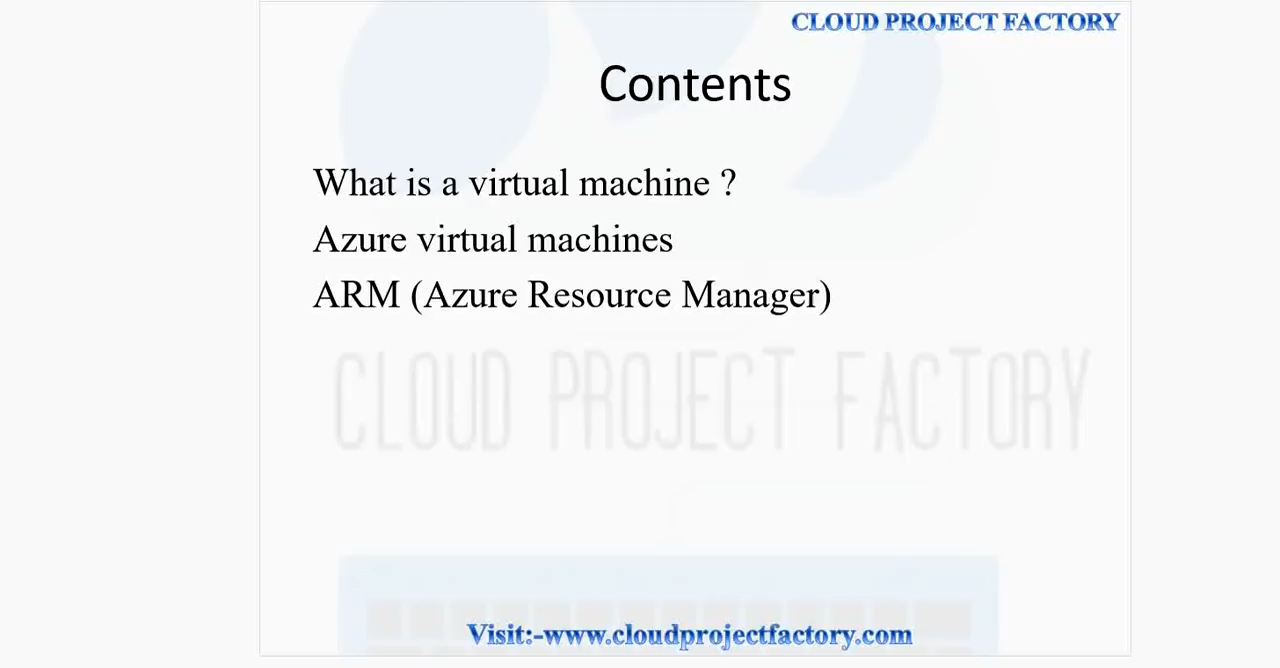 CLOUD PROJECT FACTORY
Contents
What is a virtual machine ?
Azure virtual machines
ARM (Azure Resource Manager)
CLOUD PROJECT FACTORY
Visit:-www.cloudprojectfactory.com